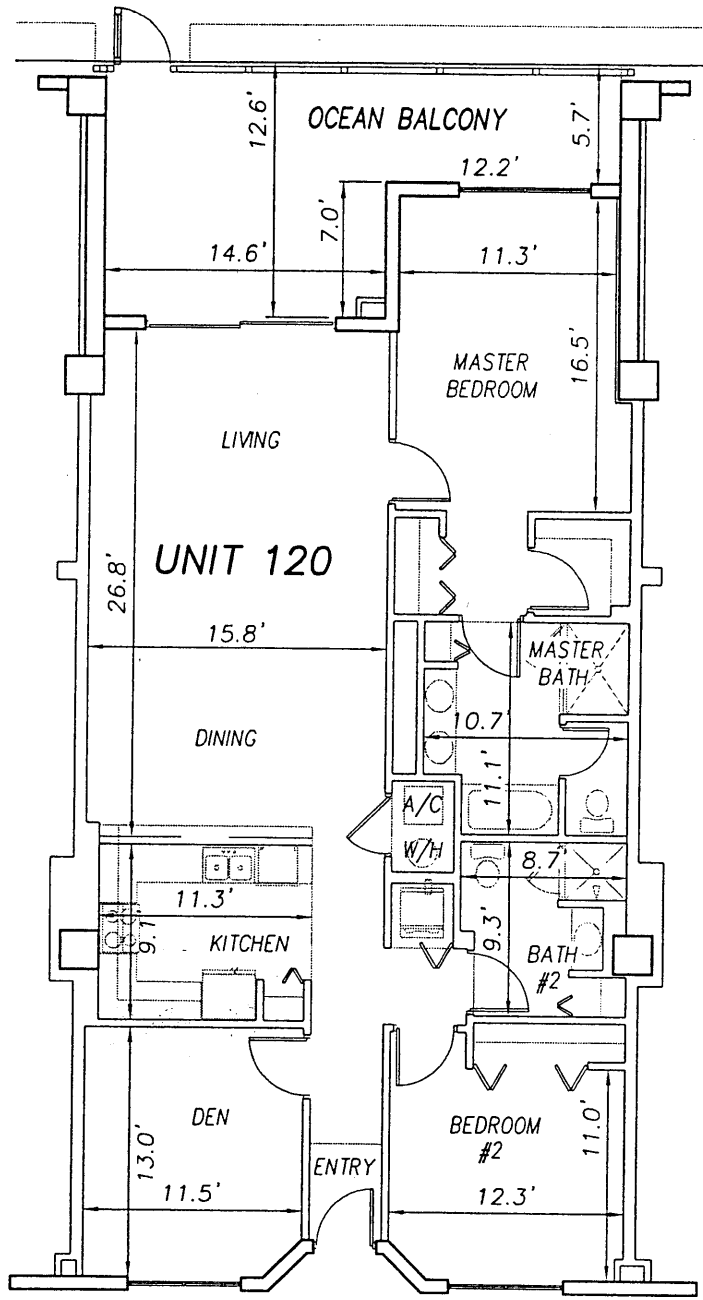 OCEAN BALCONY
12.6'
5.7'
12.2'
7.0'
14.6'
11.3'
MASTER
BEDROOM
16.5'
LIVING
UNIT 120
26.8'
15.8'
MASTER
BATH
10.7'
11.1'
DINING
A/C
W/H
8.7'
11.3'
9.1'
KITCHEN
9.3'
BATH
#2
DEN
13.0'
11.5'
ENTRY
BEDROOM
#2
11.0'
12.3'